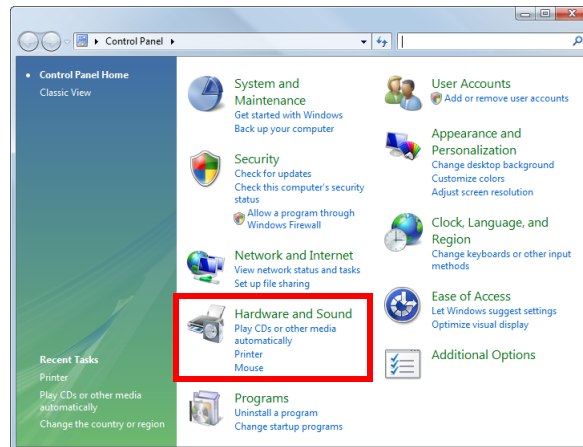 Control Panel
Control Panel Home
Classic View
System and
Maintenance
Get started with Windows
Back up your computer
Security
Check for updates
Check this computer's security
status
Allow a program through
Windows Firewall
Network and Internet
View network status and tasks
Set up file sharing
Hardware and Sound
Play CDs or other media
automatically
Printer
Mouse
Programs
Uninstall a program
Change startup programs
User Accounts
Add or remove user accounts
Appearance and
Personalization
Change desktop background
Customize colors
Adjust screen resolution
Clock, Language, and
Region
Change keyboards or other input
methods
Ease of Access
Let Windows suggest settings
Optimize visual display
Additional Options
Recent Tasks
Printer
Play CDs or other media
automatically
Change the country or region